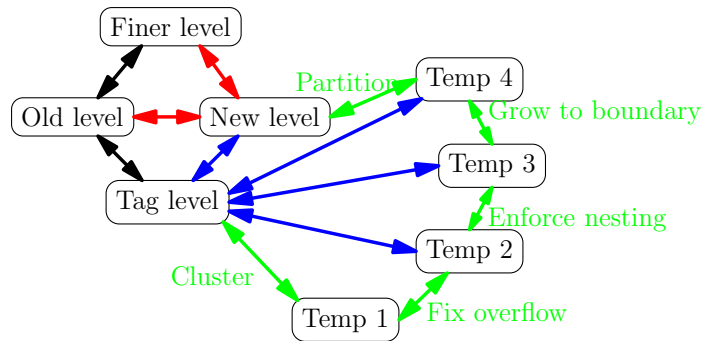 Finer level
Partition
Temp 4
Old level
New level
Grow to boundary
Temp 3
Tag level
Enforce nesting
Temp 2
Cluster
Temp 1
Fix overflow